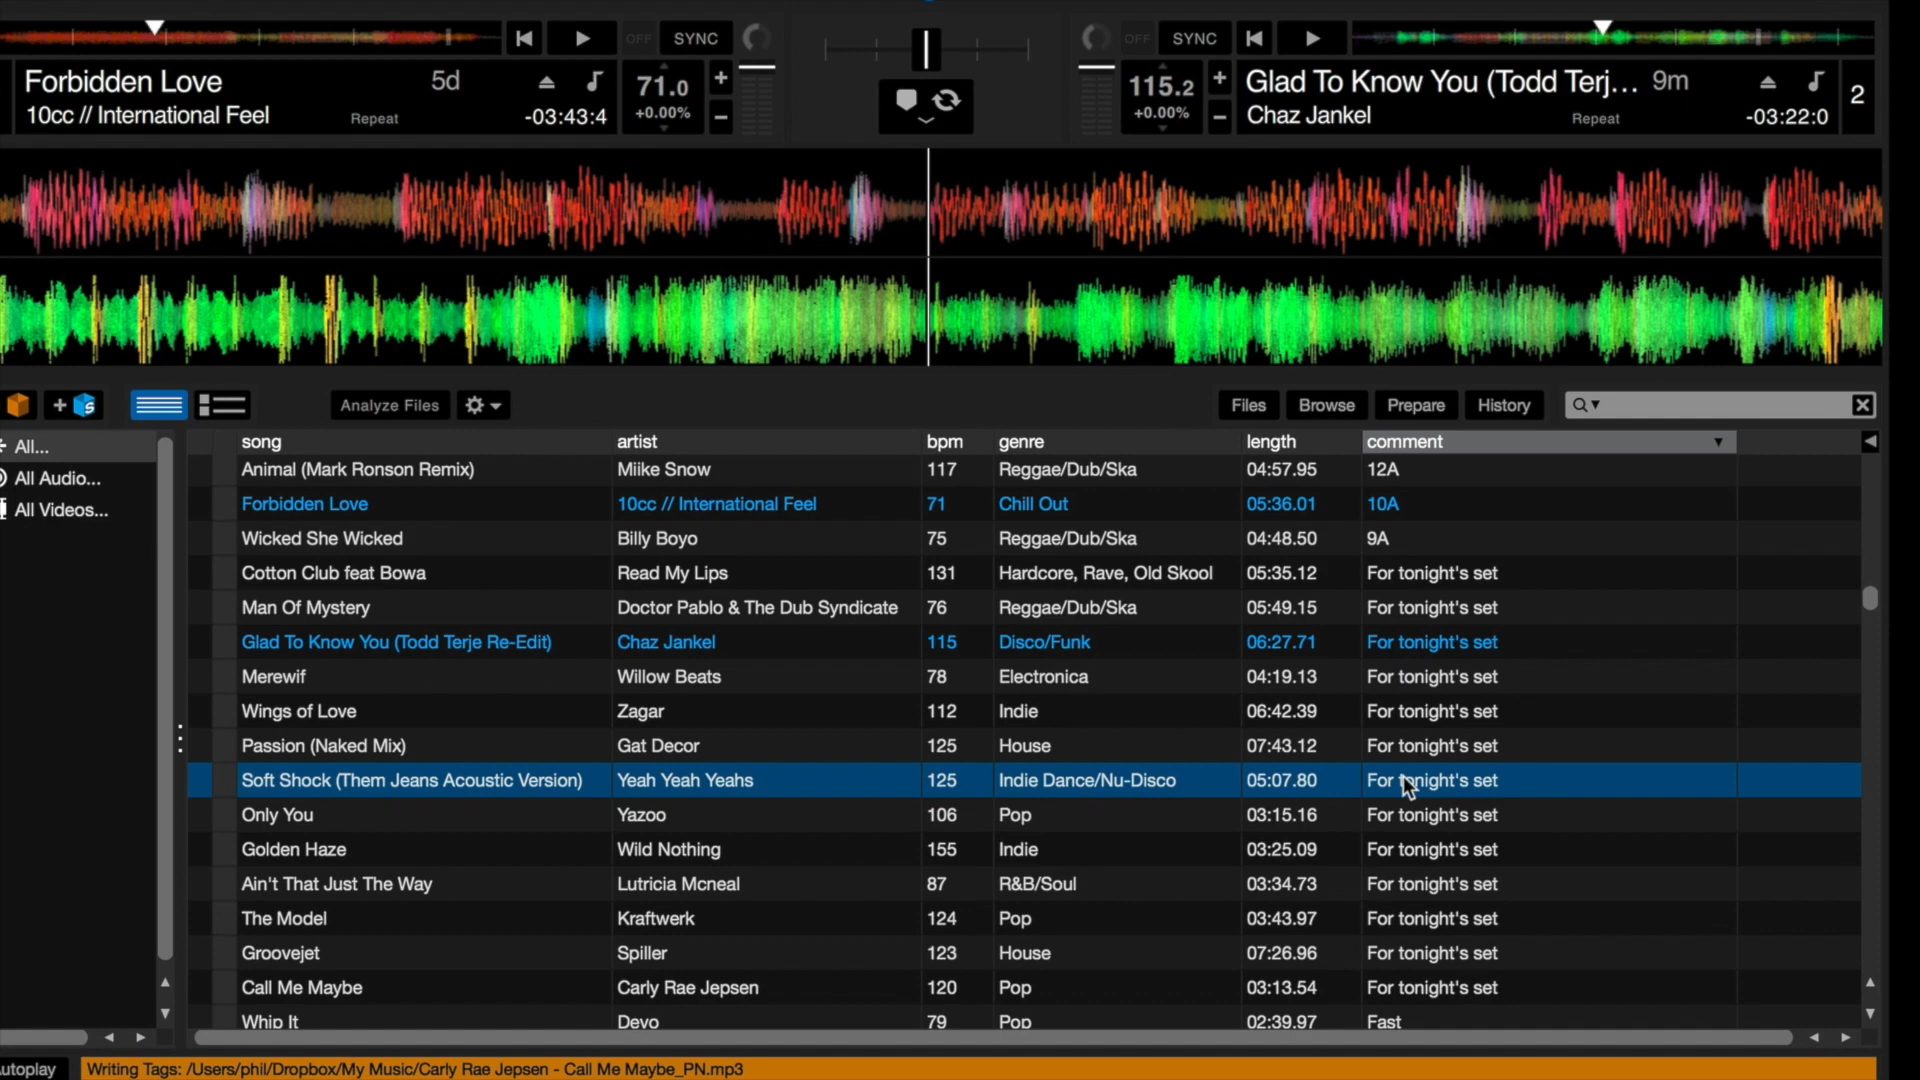 OFF SYNC
Forbidden Love 5d
10cc // International Feel Repeat -03:43:4
71.0
+0.00%
OFF SYNC
115.2
+0.00%
Glad To Know You (Todd Terj... 9m
Chaz Jankel Repeat -03:22:0
2
Analyze Files Files Browse Prepare History
All...
All Audio...
All Videos...
song artist bpm genre length comment
Animal (Mark Ronson Remix) Miike Snow 117 Reggae/Dub/Ska 04:57.95 12A
Forbidden Love 10cc // International Feel 71 Chill Out 05:36.01 10A
Wicked She Wicked Billy Boyo 75 Reggae/Dub/Ska 04:48.50 9A
Cotton Club feat Bowa Read My Lips 131 Hardcore, Rave, Old Skool 05:35.12 For tonight's set
Man Of Mystery Doctor Pablo & The Dub Syndicate 76 Reggae/Dub/Ska 05:49.15 For tonight's set
Glad To Know You (Todd Terje Re-Edit) Chaz Jankel 115 Disco/Funk 06:27.71 For tonight's set
Merewif Willow Beats 78 Electronica 04:19.13 For tonight's set
Wings of Love Zagar 112 Indie 06:42.39 For tonight's set
Passion (Naked Mix) Gat Decor 125 House 07:43.12 For tonight's set
Soft Shock (Them Jeans Acoustic Version) Yeah Yeah Yeahs 125 Indie Dance/Nu-Disco 05:07.80 For tonight's set
Only You Yazoo 106 Pop 03:15.16 For tonight's set
Golden Haze Wild Nothing 155 Indie 03:25.09 For tonight's set
Ain't That Just The Way Lutricia Mcneal 87 R&B/Soul 03:34.73 For tonight's set
The Model Kraftwerk 124 Pop 03:43.97 For tonight's set
Groovejet Spiller 123 House 07:26.96 For tonight's set
Call Me Maybe Carly Rae Jepsen 120 Pop 03:13.54 For tonight's set
Whip It Devo 79 Pop 02:39.97 Fast
utoplay Writing Tags: /Users/phil/Dropbox/My Music/Carly Rae Jepsen - Call Me Maybe_PN.mp3